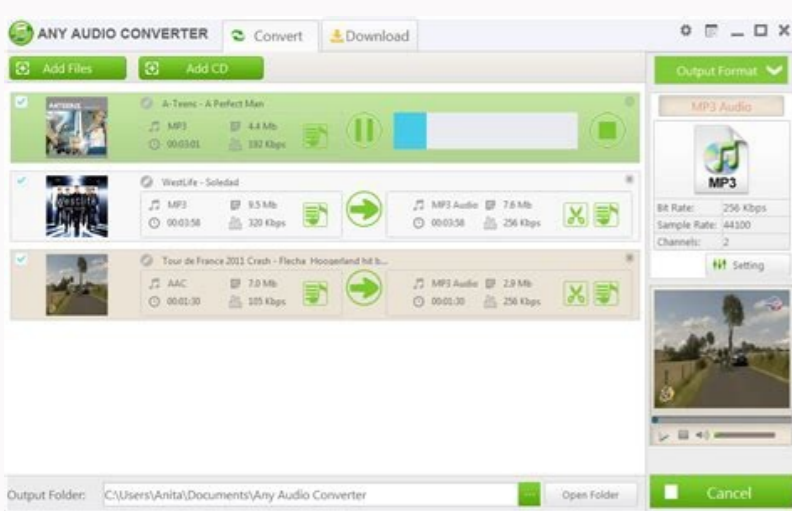 ANY AUDIO CONVERTER
Convert
Download
Add Files
Add CD
Output Format
A-Teens - A Perfect Man
MP3 4.4 Mb
00:03:01 192 Kbps
WestLife - Soledad
MP3 9.5 Mb
00:03:58 320 Kbps
MP3 Audio 7.6 Mb
00:03:58 256 Kbps
Tour de France 2011 Crash - Flecha Hoogerland hit b...
AAC 7.0 Mb
00:01:30 105 Kbps
MP3 Audio 2.9 Mb
00:01:30 256 Kbps
MP3 Audio
MP3
Bit Rate: 256 Kbps
Sample Rate: 44100
Channels: 2
Setting
Output Folder: C:\Users\Anita\Documents\Any Audio Converter
...
Open Folder
Cancel